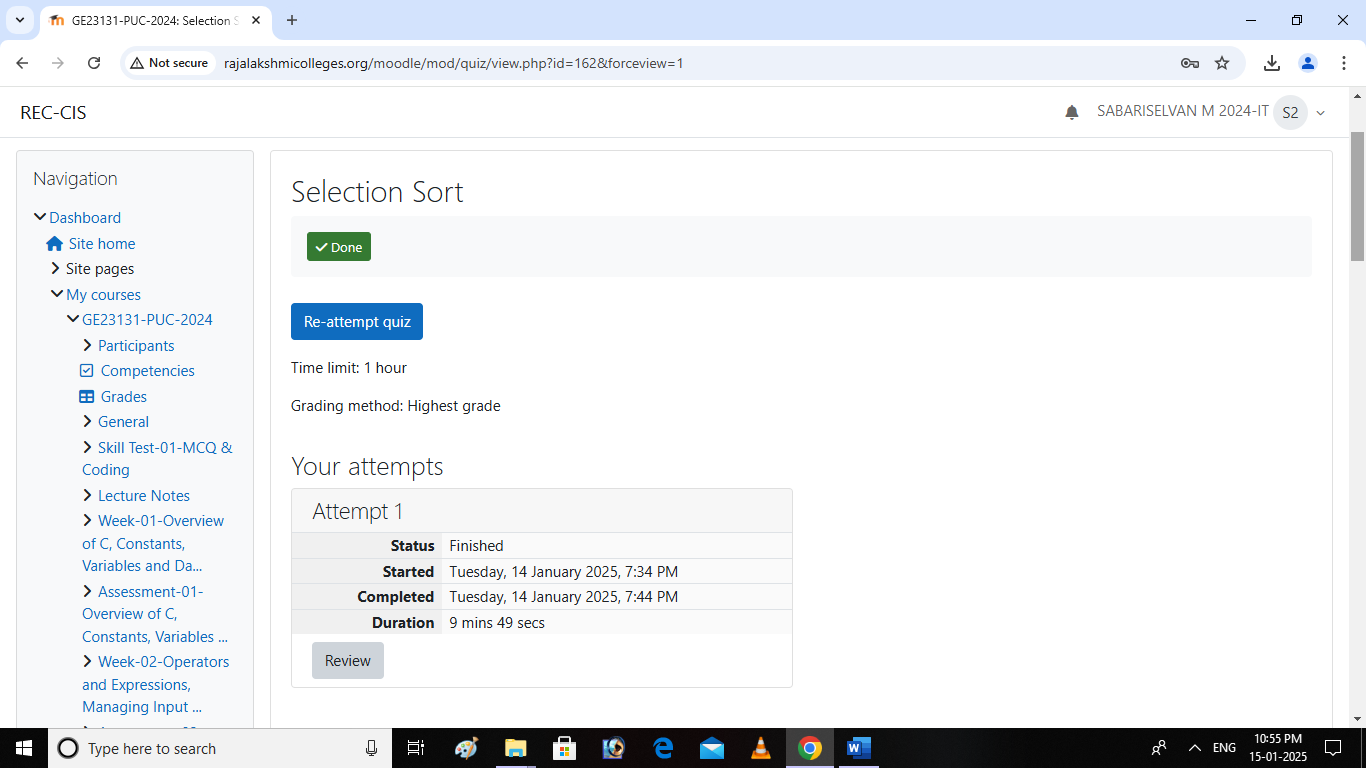 GE23131-PUC-2024: Selection S
Not secure
rajalakshmicolleges.org/moodle/mod/quiz/view.php?id=162&forceview=1
REC-CIS
SABARISELVAN M 2024-IT
S2
Navigation
Dashboard
Site home
Site pages
My courses
GE23131-PUC-2024
Participants
Competencies
Grades
General
Skill Test-01-MCQ &
Coding
Lecture Notes
Week-01-Overview
of C, Constants,
Variables and Da...
Assessment-01-
Overview of C,
Constants, Variables ...
Week-02-Operators
and Expressions,
Managing Input ...
Selection Sort
Done
Re-attempt quiz
Time limit: 1 hour
Grading method: Highest grade
Your attempts
Attempt 1
Status Finished
Started Tuesday, 14 January 2025, 7:34 PM
Completed Tuesday, 14 January 2025, 7:44 PM
Duration 9 mins 49 secs
Review
Type here to search
ENG
10:55 PM
15-01-2025